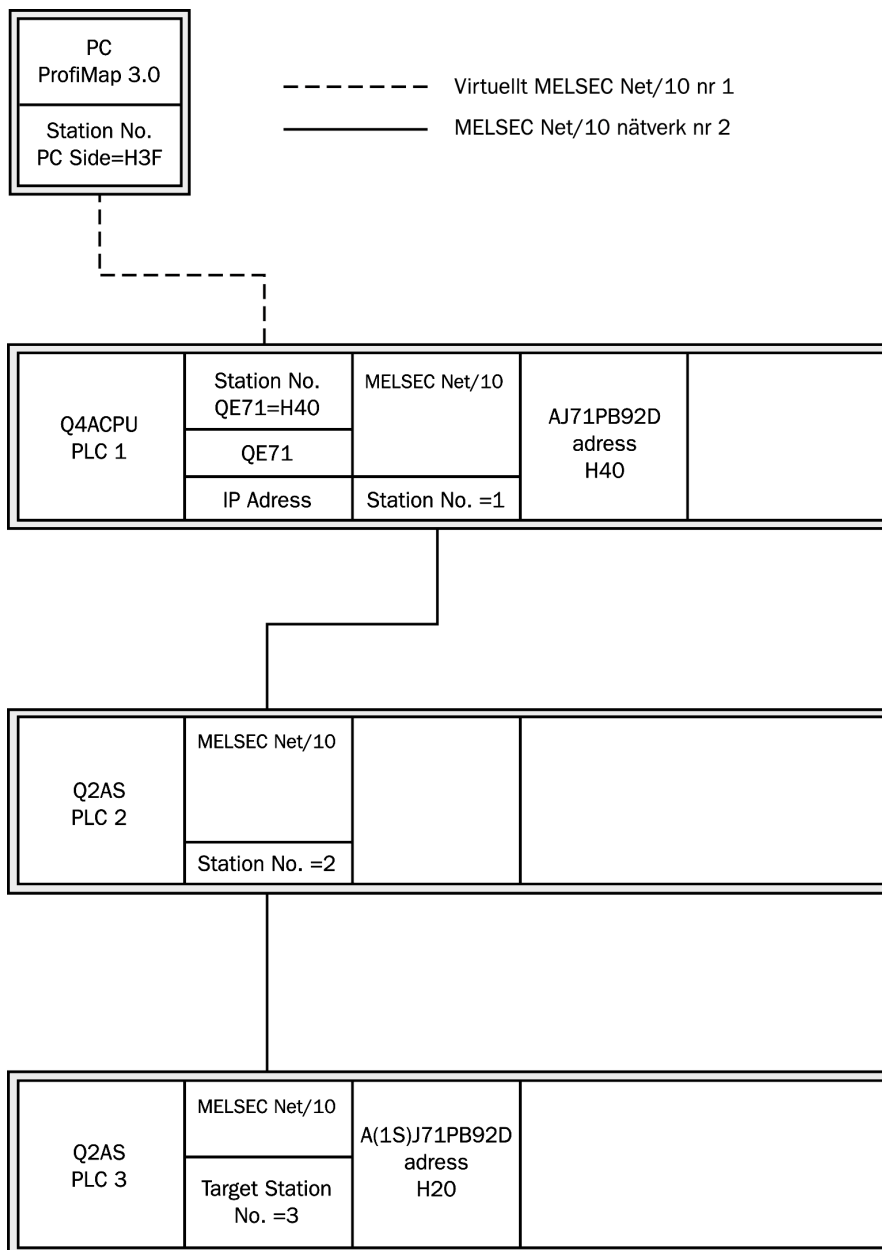 PC
ProfiMap 3.0
Station No.
PC Side=H3F
Virtuellt MELSEC Net/10 nr 1
MELSEC Net/10 nätverk nr 2
Q4ACPU
PLC 1
Station No.
QE71=H40
QE71
IP Adress
MELSEC Net/10
Station No. =1
AJ71PB92D
adress
H40
Q2AS
PLC 2
MELSEC Net/10
Station No. =2
Q2AS
PLC 3
MELSEC Net/10
Target Station
No. =3
A(1S)J71PB92D
adress
H20